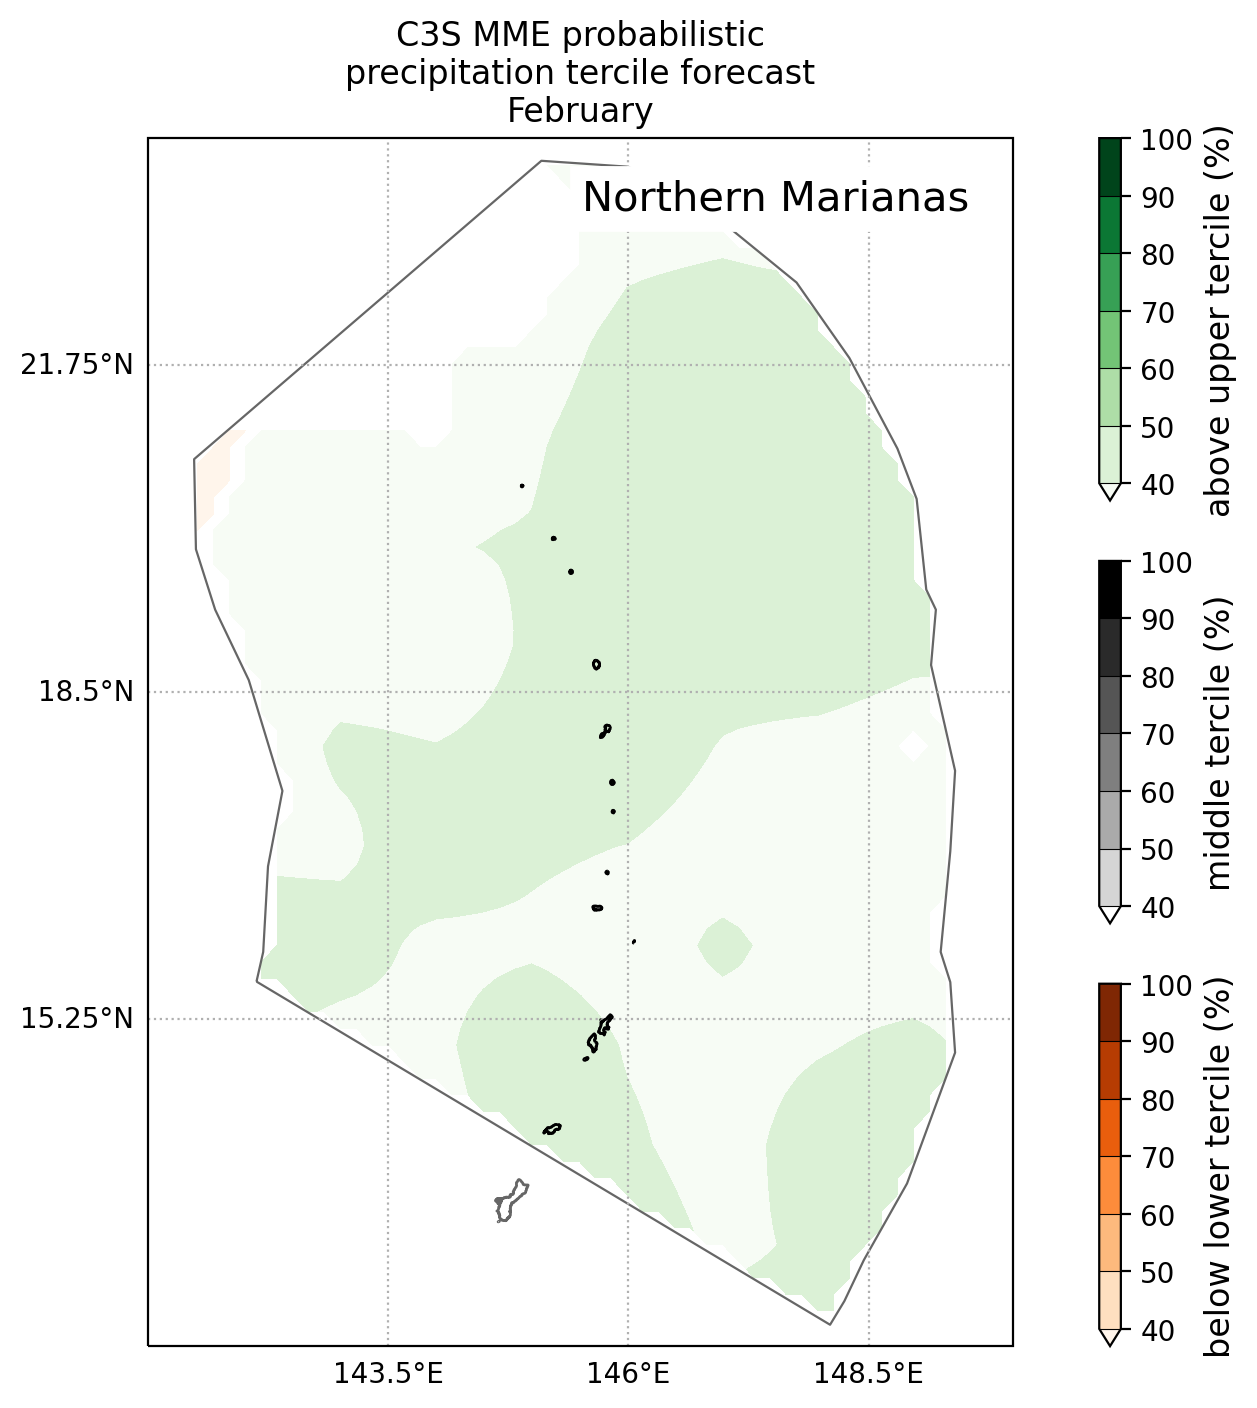 C3S MME probabilistic
precipitation tercile forecast
February
Northern Marianas
21.75°N
18.5°N
15.25°N
143.5°E
146°E
148.5°E
100
90
80
70
60
50
40
above upper tercile (%)
100
90
80
70
60
50
40
middle tercile (%)
100
90
80
70
60
50
40
below lower tercile (%)